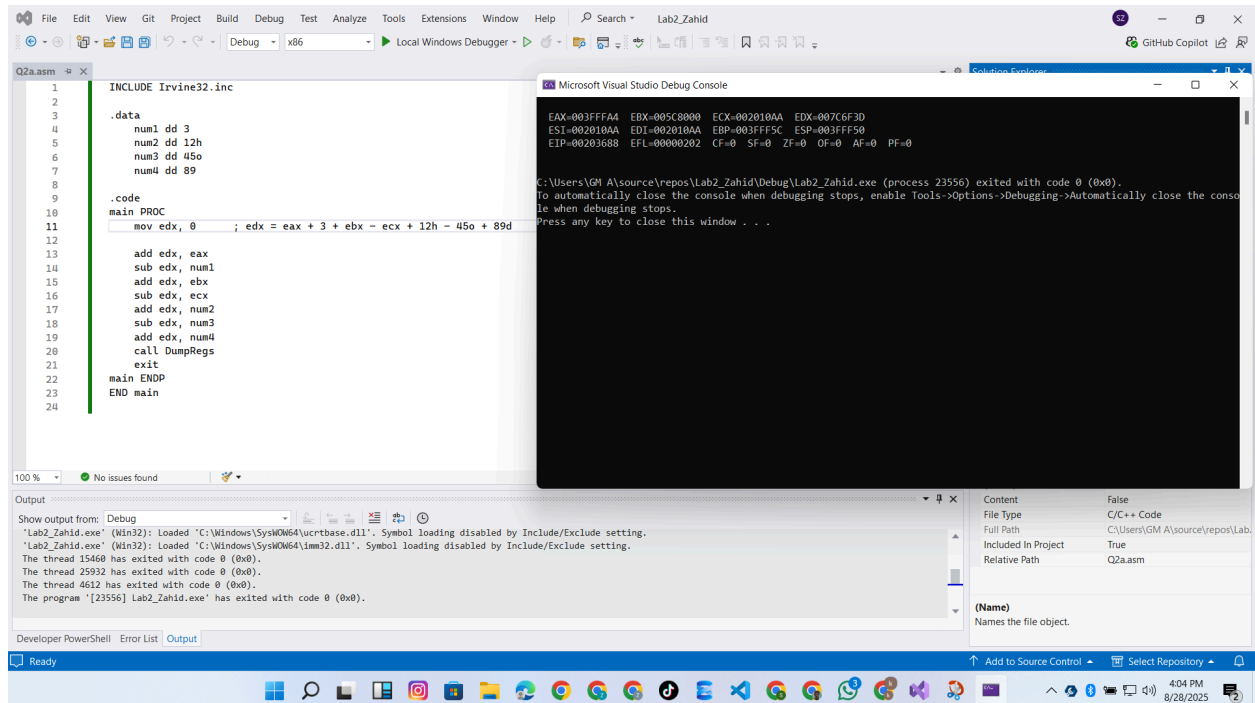 File Edit View Git Project Build Debug Test Analyze Tools Extensions Window Help Search Lab2_Zahid SZ
Debug x86 Local Windows Debugger GitHub Copilot
Q2a.asm
Solution Explorer
1 INCLUDE Irvine32.inc
2
3 .data
4 num1 dd 3
5 num2 dd 12h
6 num3 dd 45o
7 num4 dd 89
8
9 .code
10 main PROC
11 mov edx, 0 ; edx = eax + 3 + ebx - ecx + 12h - 45o + 89d
12
13 add edx, eax
14 sub edx, num1
15 add edx, ebx
16 sub edx, ecx
17 add edx, num2
18 sub edx, num3
19 add edx, num4
20 call DumpRegs
21 exit
22 main ENDP
23 END main
24
Microsoft Visual Studio Debug Console
EAX=003FFFA4 EBX=005C8000 ECX=002010AA EDX=007C6F3D
ESI=002010AA EDI=002010AA EBP=003FFF5C ESP=003FFF50
EIP=00203688 EFL=00000202 CF=0 SF=0 ZF=0 OF=0 AF=0 PF=0
C:\Users\GM A\source\repos\Lab2_Zahid\Debug\Lab2_Zahid.exe (process 23556) exited with code 0 (0x0).
To automatically close the console when debugging stops, enable Tools->Options->Debugging->Automatically close the conso
le when debugging stops.
Press any key to close this window . . .
100 % No issues found
Output
Show output from: Debug
'Lab2_Zahid.exe' (Win32): Loaded 'C:\Windows\SysWOW64\ucrtbase.dll'. Symbol loading disabled by Include/Exclude setting.
'Lab2_Zahid.exe' (Win32): Loaded 'C:\Windows\SysWOW64\imm32.dll'. Symbol loading disabled by Include/Exclude setting.
The thread 15460 has exited with code 0 (0x0).
The thread 25932 has exited with code 0 (0x0).
The thread 4612 has exited with code 0 (0x0).
The program '[23556] Lab2_Zahid.exe' has exited with code 0 (0x0).
Content False
File Type C/C++ Code
Full Path C:\Users\GM A\source\repos\Lab.
Included In Project True
Relative Path Q2a.asm
(Name)
Names the file object.
Developer PowerShell Error List Output
Ready Add to Source Control Select Repository
3
4:04 PM
8/28/2025
2